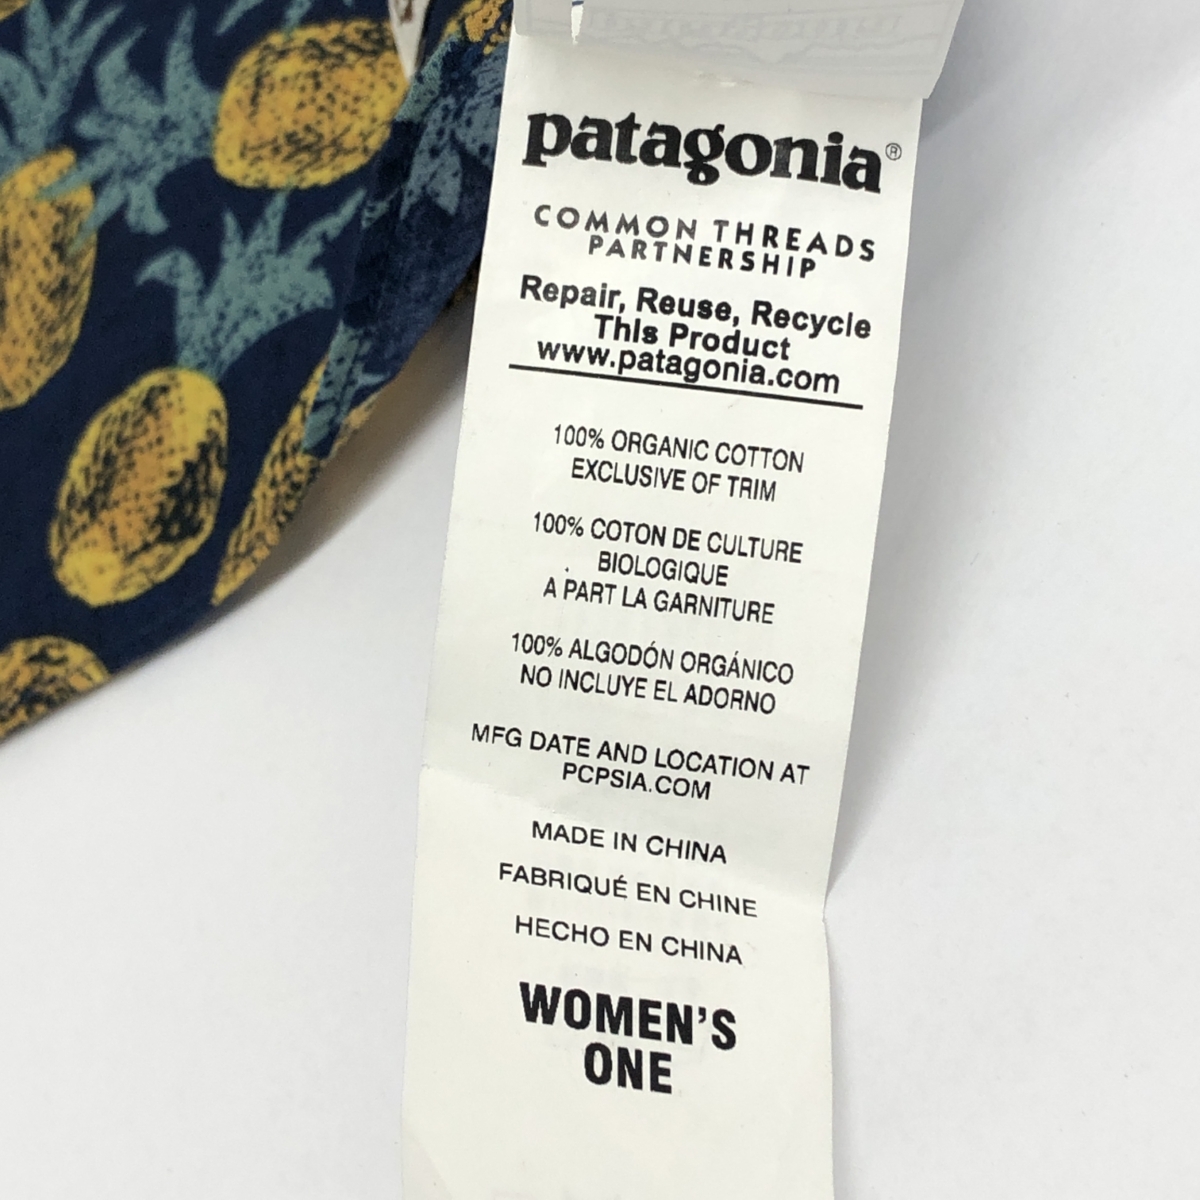 patagonia®
COMMON THREADS
PARTNERSHIP
Repair, Reuse, Recycle
This Product
www.patagonia.com
100% ORGANIC COTTON
EXCLUSIVE OF TRIM
100% COTON DE CULTURE
BIOLOGIQUE
A PART LA GARNITURE
100% ALGODÓN ORGÁNICO
NO INCLUYE EL ADORNO
MFG DATE AND LOCATION AT
PCPSIA.COM
MADE IN CHINA
FABRIQUÉ EN CHINE
HECHO EN CHINA
WOMEN'S
ONE